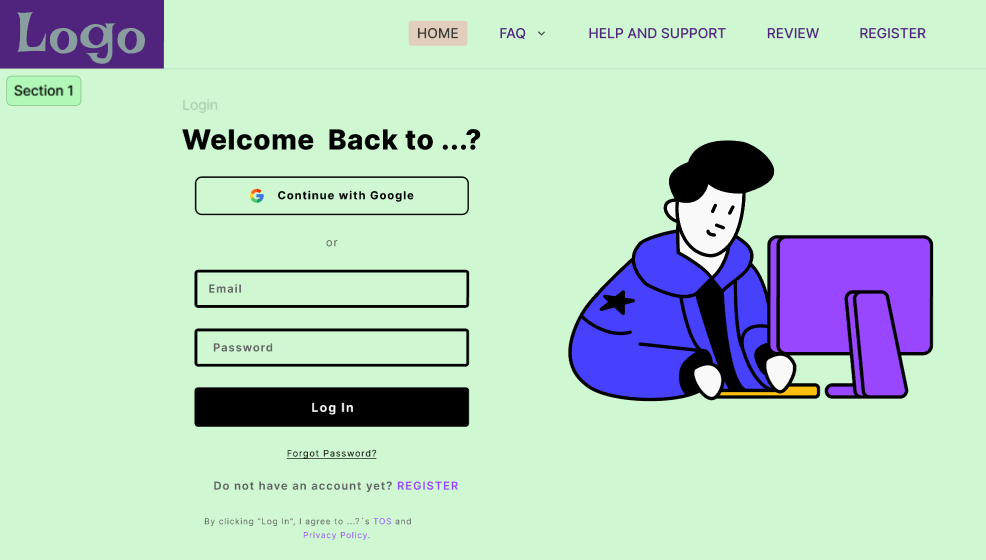 Logo
HOME FAQ HELP AND SUPPORT REVIEW REGISTER
Section 1
Login
Welcome Back to ...?
Continue with Google
or
Email
Password
Log In
Forgot Password?
Do not have an account yet? REGISTER
By clicking "Log In", I agree to ...?`s TOS and
Privacy Policy.